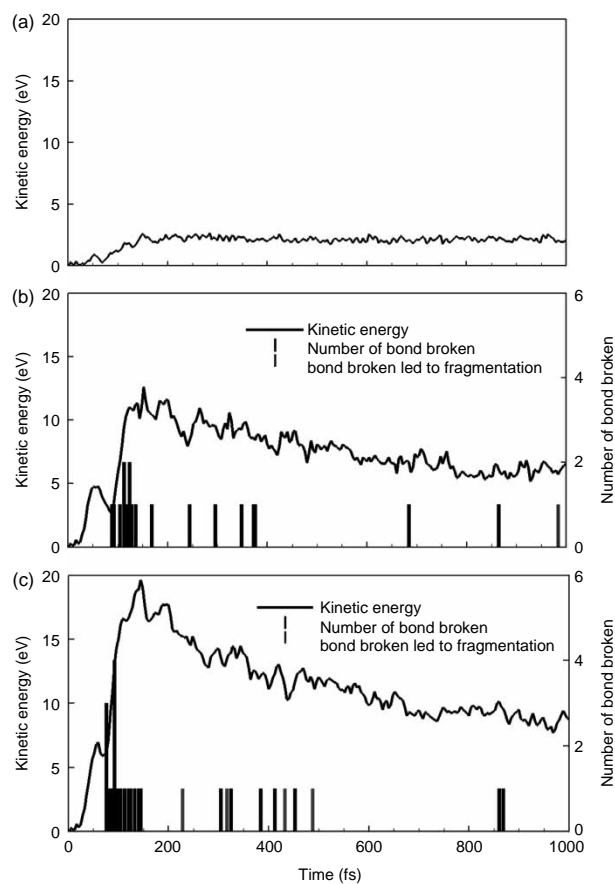 (a)
20
15
10
5
0
Kinetic energy (eV)
(b)
20
15
10
5
0
Kinetic energy (eV)
Kinetic energy
Number of bond broken
bond broken led to fragmentation
6
4
2
0
Number of bond broken
(c)
20
15
10
5
0
Kinetic energy (eV)
Kinetic energy
Number of bond broken
bond broken led to fragmentation
6
4
2
0
Number of bond broken
0 200 400 600 800 1000
Time (fs)